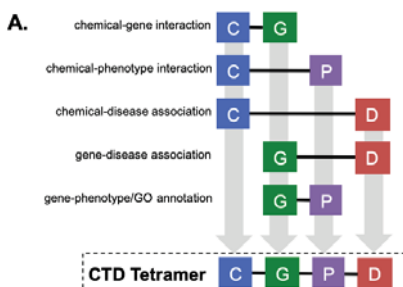 A.
chemical-gene interaction C G
chemical-phenotype interaction C P
chemical-disease association C D
gene-disease association G D
gene-phenotype/GO annotation G P
CTD Tetramer C G P D